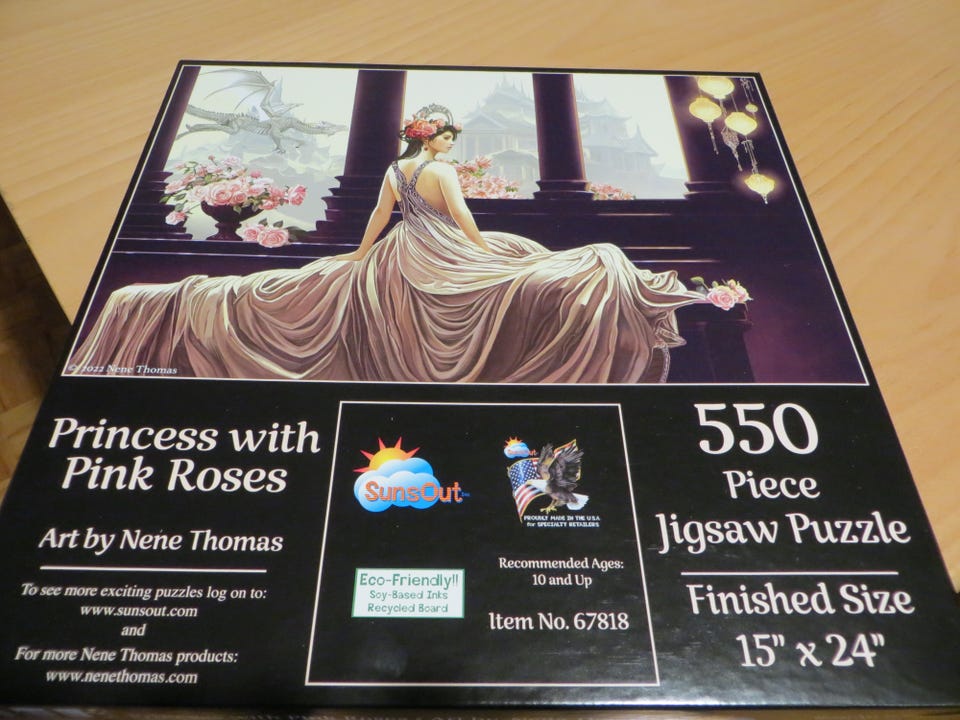 © 2022 Nene Thomas
Princess with
Pink Roses
Art by Nene Thomas
To see more exciting puzzles log on to:
www.sunsout.com
and
For more Nene Thomas products:
www.nenethomas.com
SunsOut Inc
SunsOut
PROUDLY MADE IN THE U.S.A
for SPECIALTY RETAILERS
Eco-Friendly!!
Soy-Based Inks
Recycled Board
Recommended Ages:
10 and Up
Item No. 67818
550
Piece
Jigsaw Puzzle
Finished Size
15" x 24"